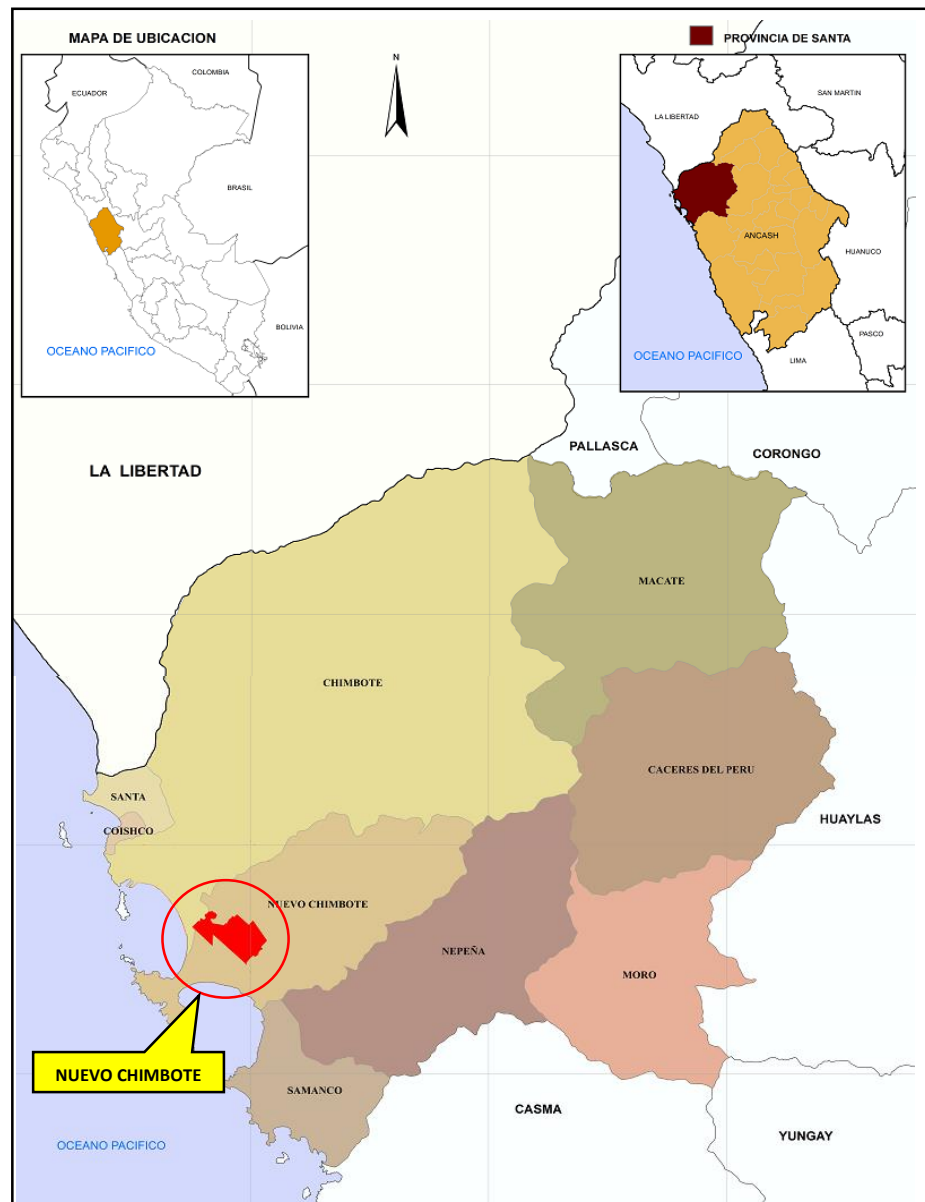 MAPA DE UBICACION
PROVINCIA DE SANTA
N
COLOMBIA
ECUADOR
BRASIL
BOLIVIA
OCEANO PACIFICO
SAN MARTIN
LA LIBERTAD
ANCASH
HUANUCO
PASCO
OCEANO PACIFICO
LIMA
PALLASCA
CORONGO
LA LIBERTAD
MACATE
CHIMBOTE
CACERES DEL PERU
SANTA
COISHCO
HUAYLAS
NUEVO CHIMBOTE
NEPEÑA
MORO
NUEVO CHIMBOTE
SAMANCO
CASMA
YUNGAY
OCEANO PACIFICO